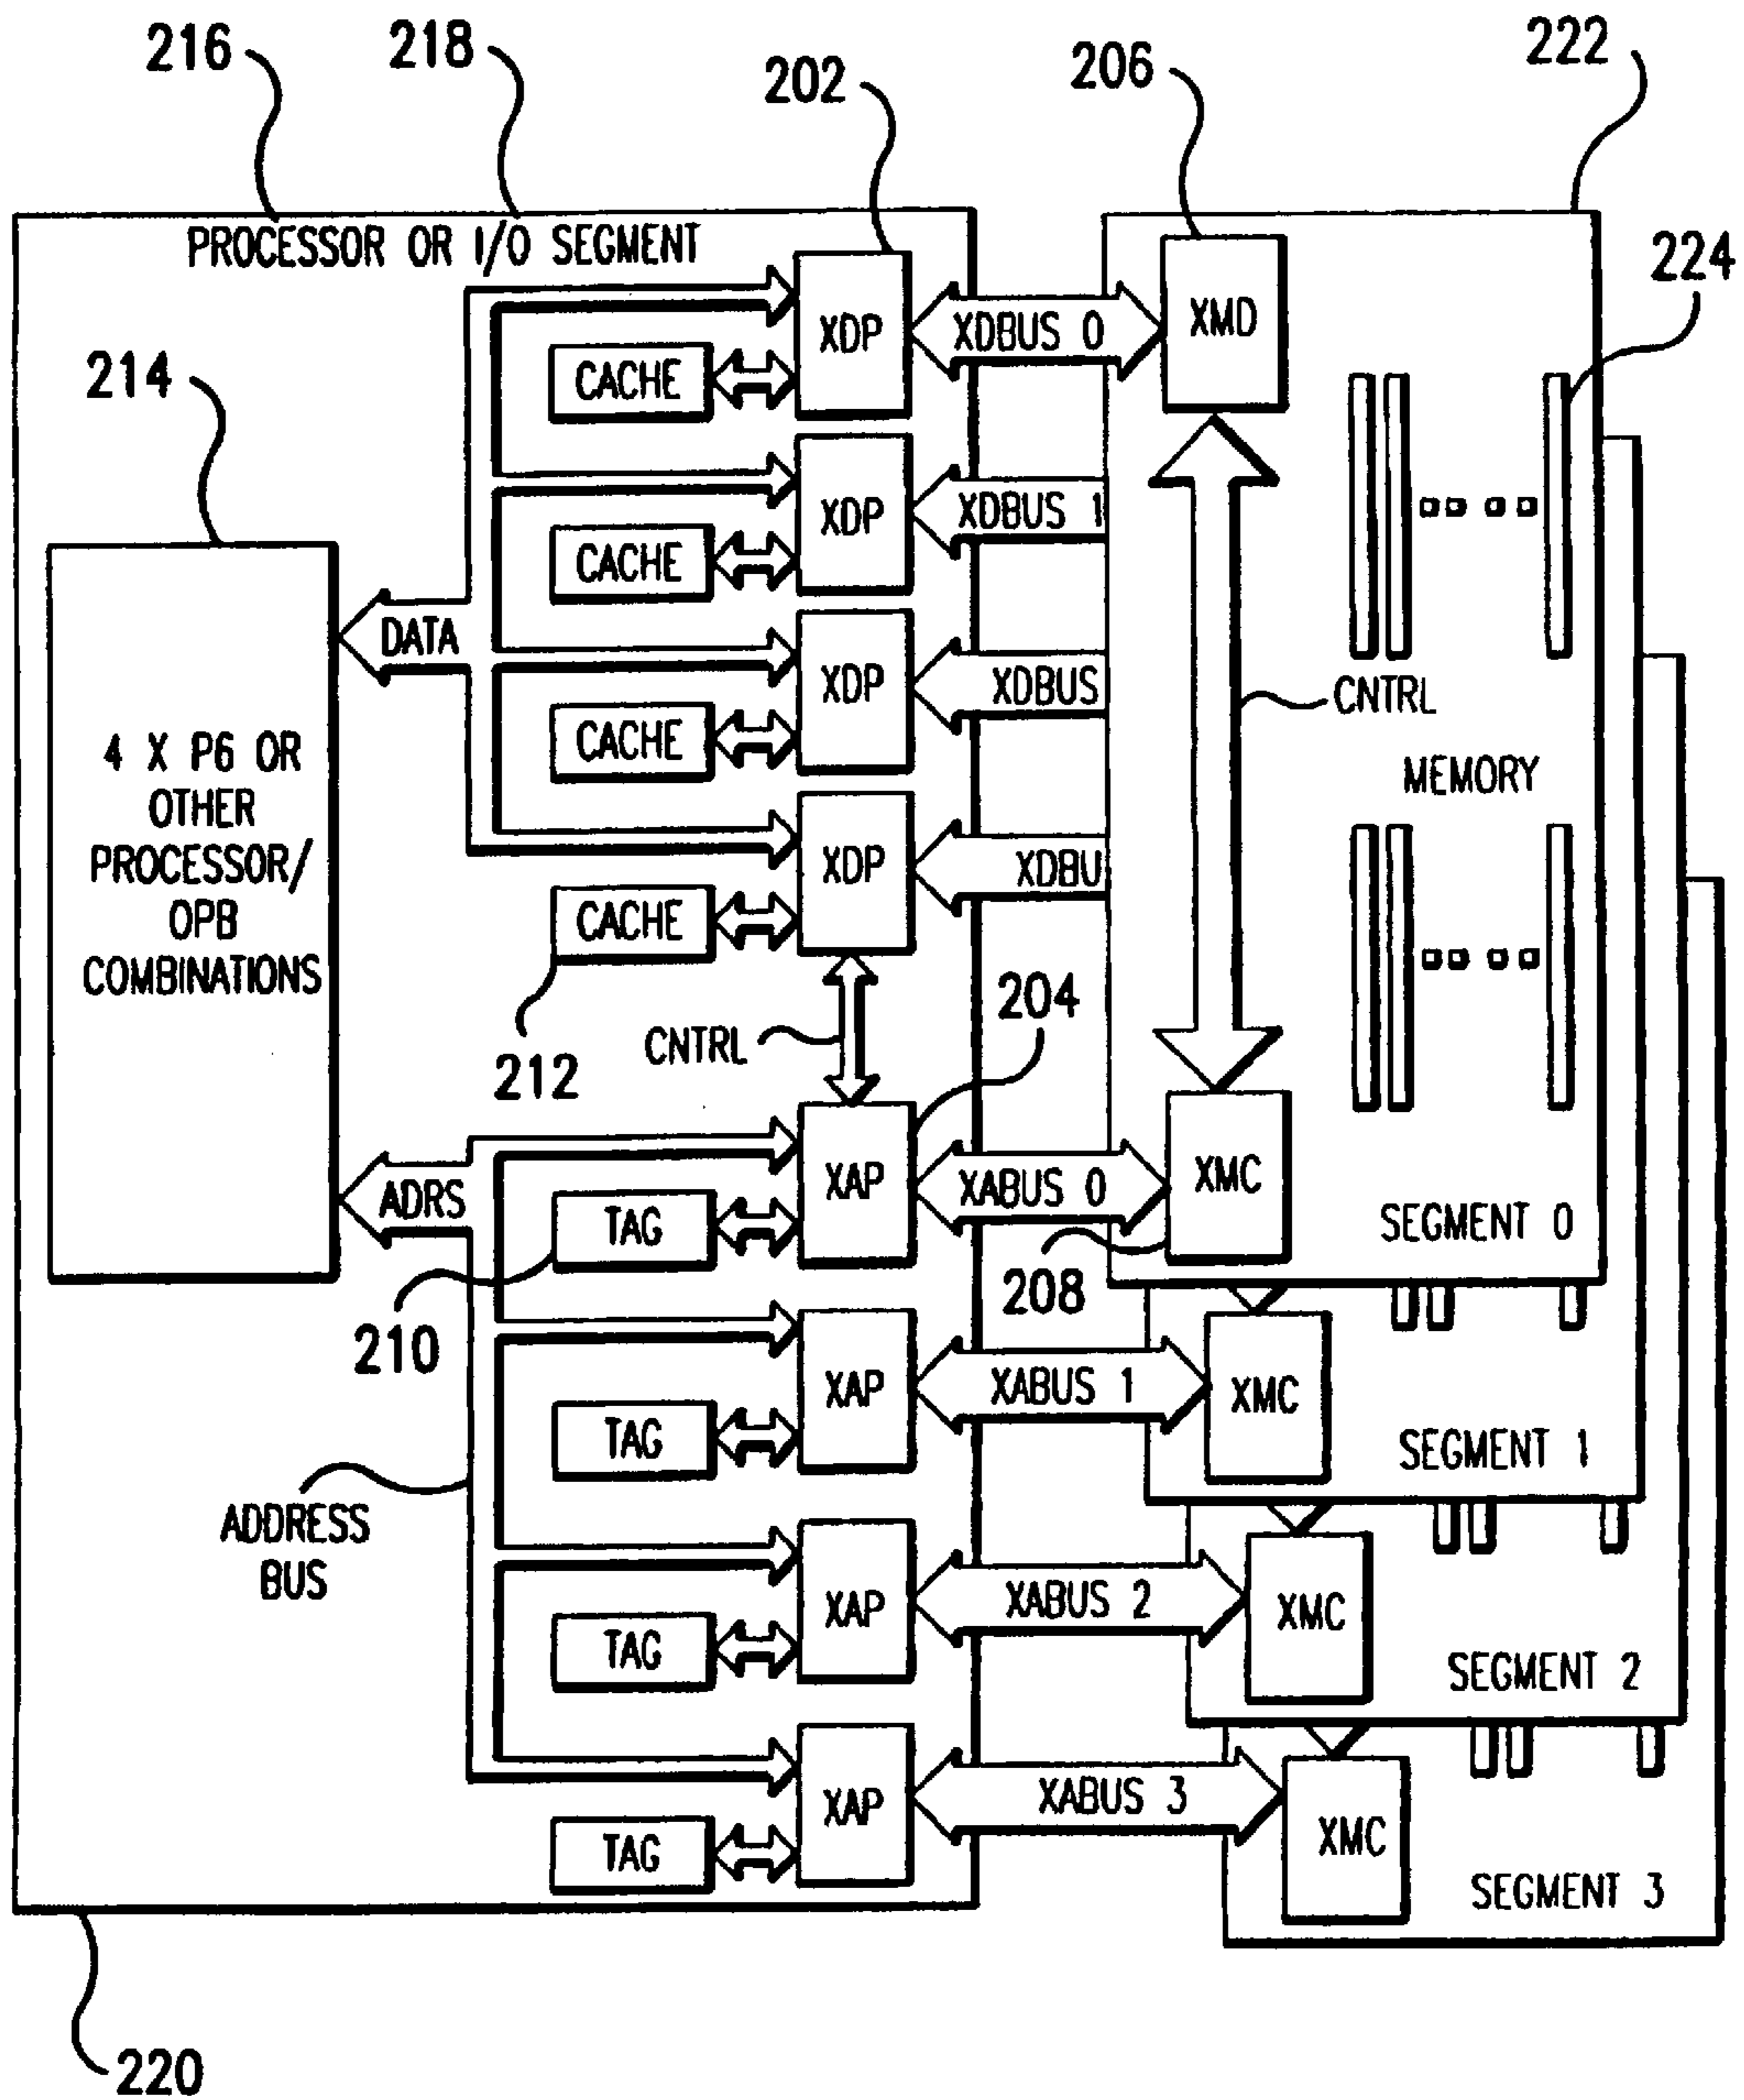 216
218
202
206
222
PROCESSOR OR I/O SEGMENT
224
XDP
XDBUS 0
XMD
CACHE
214
XDP
XDBUS 1
CACHE
DATA
XDP
XDBUS
CNTRL
CACHE
4 X P6 OR
OTHER
PROCESSOR/
OPB
COMBINATIONS
MEMORY
XDP
XDBU
CACHE
204
CNTRL
212
ADRS
XAP
XABUS 0
XMC
TAG
SEGMENT 0
208
210
XAP
XABUS 1
XMC
TAG
SEGMENT 1
ADDRESS
BUS
XAP
XABUS 2
XMC
TAG
SEGMENT 2
XAP
XABUS 3
XMC
TAG
SEGMENT 3
220